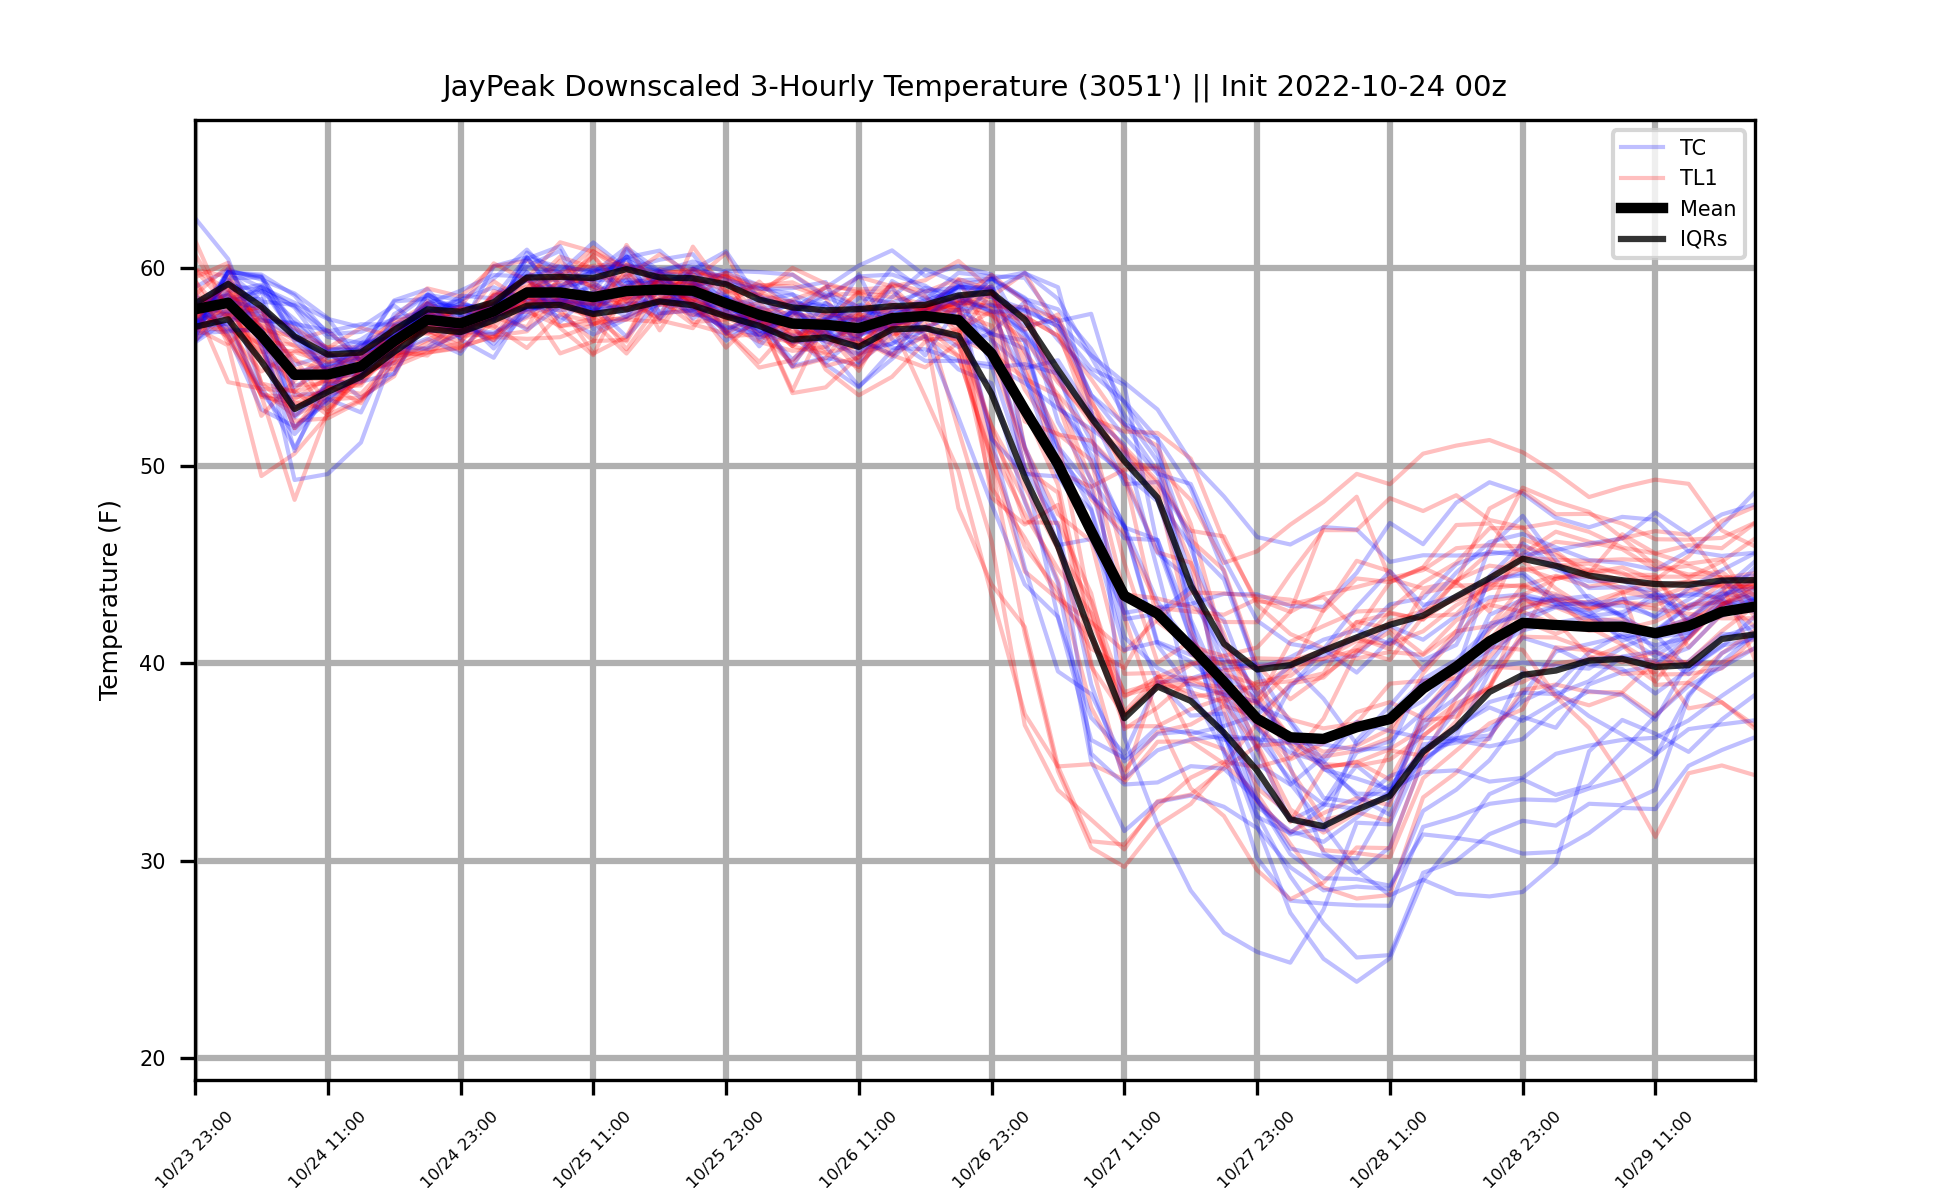 JayPeak Downscaled 3-Hourly Temperature (3051') || Init 2022-10-24 00z
TC
TL1
Mean
IQRs
Temperature (F)
60
50
40
30
20
10/23 23:00
10/24 11:00
10/24 23:00
10/25 11:00
10/25 23:00
10/26 11:00
10/26 23:00
10/27 11:00
10/27 23:00
10/28 11:00
10/28 23:00
10/29 11:00